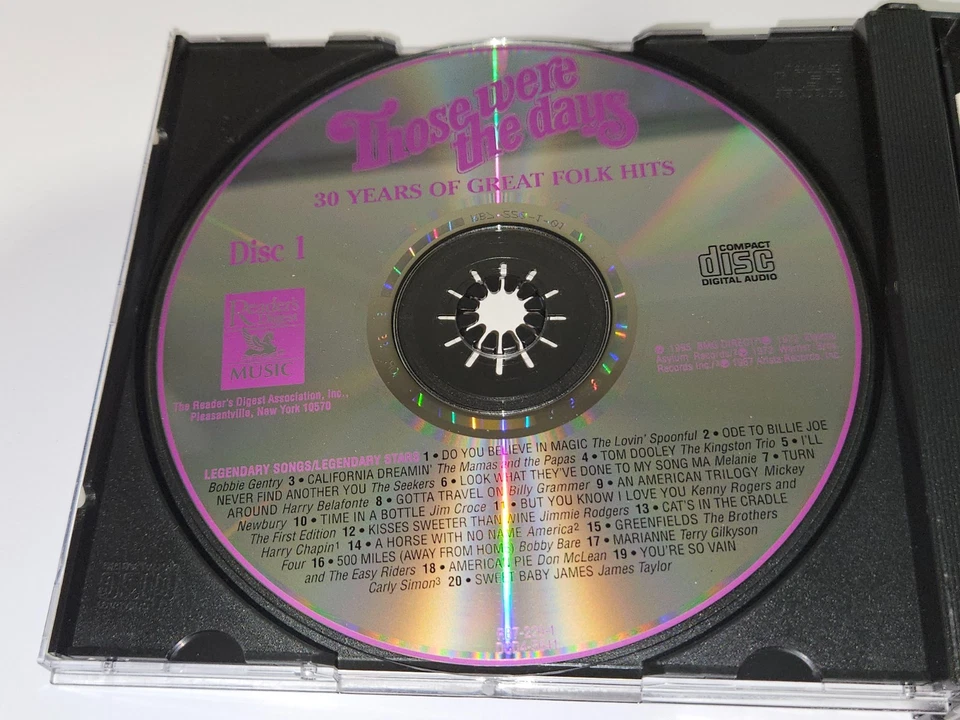 Those were
the days
30 YEARS OF GREAT FOLK HITS
Disc 1
COMPACT
disc
DIGITAL AUDIO
Reader's
Digest
MUSIC
The Reader's Digest Association, Inc.,
Pleasantville, New York 10570
LEGENDARY SONGS/LEGENDARY STARS 1 • DO YOU BELIEVE IN MAGIC The Lovin' Spoonful 2 • ODE TO BILLIE JOE
Bobbie Gentry 3 • CALIFORNIA DREAMIN' The Mamas and the Papas 4 • TOM DOOLEY The Kingston Trio 5 • I'LL
NEVER FIND ANOTHER YOU The Seekers 6 • LOOK WHAT THEY'VE DONE TO MY SONG MA Melanie 7 • TURN
AROUND Harry Belafonte 8 • GOTTA TRAVEL ON Billy Grammer 9 • AN AMERICAN TRILOGY Mickey
Newbury 10 • TIME IN A BOTTLE Jim Croce 11 • BUT YOU KNOW I LOVE YOU Kenny Rogers and
The First Edition 12 • KISSES SWEETER THAN WINE Jimmie Rodgers 13 • CAT'S IN THE CRADLE
Harry Chapin¹ 14 • A HORSE WITH NO NAME America² 15 • GREENFIELDS The Brothers
Four 16 • 500 MILES (AWAY FROM HOME) Bobby Bare 17 • MARIANNE Terry Gilkyson
and The Easy Riders 18 • AMERICAN PIE Don McLean 19 • YOU'RE SO VAIN
Carly Simon³ 20 • SWEET BABY JAMES James Taylor